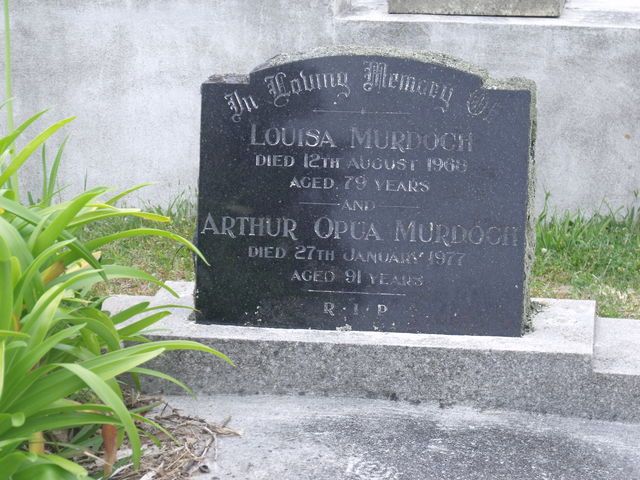 In Loving Memory Of
LOUISA MURDOCH
DIED 12TH AUGUST 1969
AGED 79 YEARS
AND
ARTHUR OPUA MURDOCH
DIED 27TH JANUARY 1977
AGED 91 YEARS
R I P